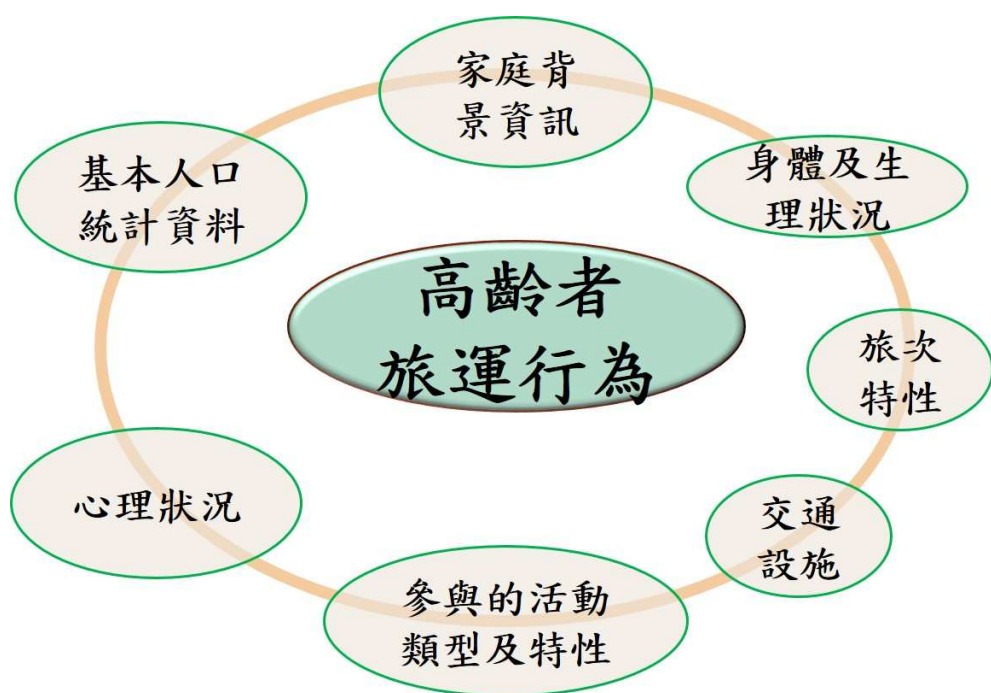 家庭背
景資訊
基本人口
統計資料
身體及生
理狀況
高齡者
旅運行為
旅次
特性
心理狀況
交通
設施
參與的活動
類型及特性